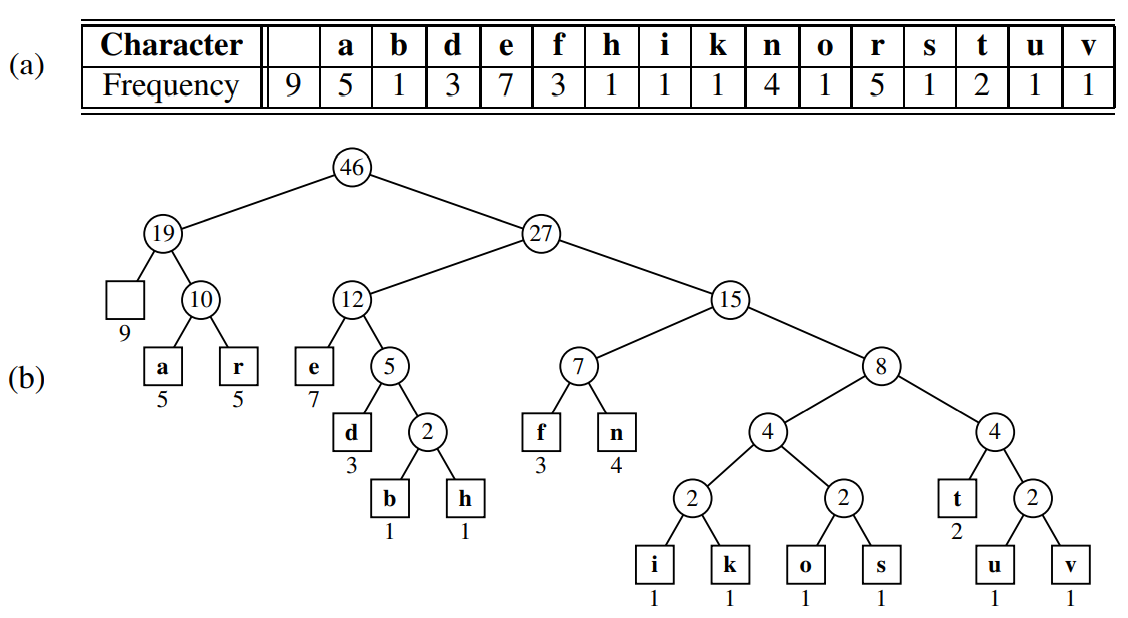 (a)
Character a b d e f h i k n o r s t u v
Frequency 9 5 1 3 7 3 1 1 1 4 1 5 1 2 1 1
(b)
46
19 27
10 12 15
9
a r e 5 7 8
5 5 7
d 2 f n 4 4
3 3 4
b h 2 2 t 2
1 1 2
i k o s u v
1 1 1 1 1 1